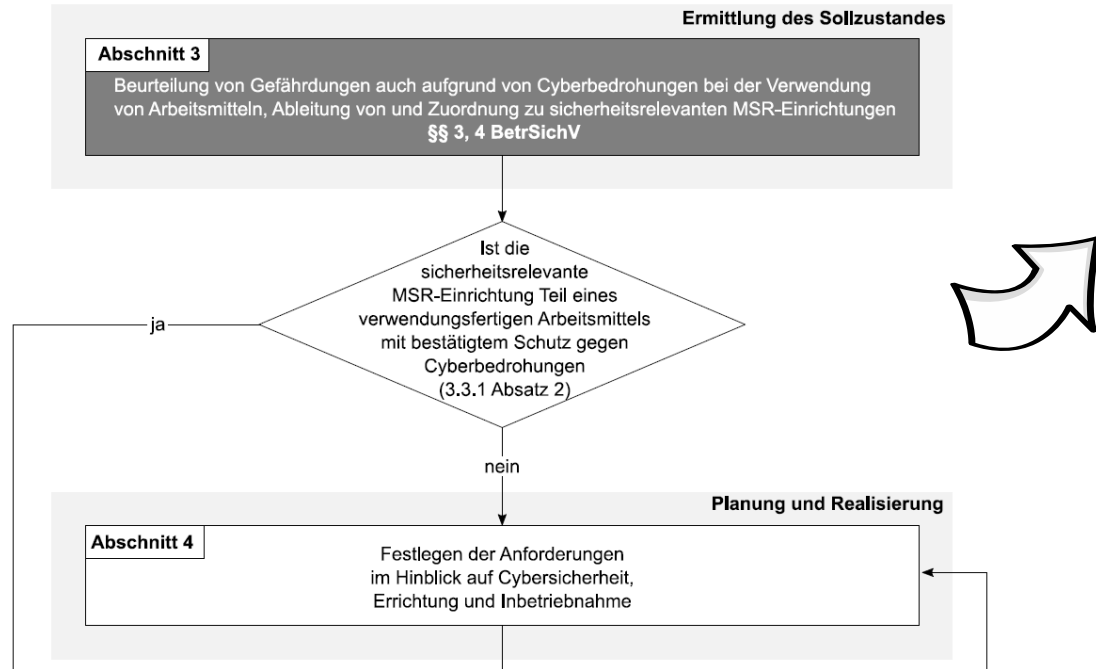 Ermittlung des Sollzustandes
Abschnitt 3
Beurteilung von Gefährdungen auch aufgrund von Cyberbedrohungen bei der Verwendung
von Arbeitsmitteln, Ableitung von und Zuordnung zu sicherheitsrelevanten MSR-Einrichtungen
§§ 3, 4 BetrSichV
Ist die
sicherheitsrelevante
MSR-Einrichtung Teil eines
verwendungsfertigen Arbeitsmittels
mit bestätigtem Schutz gegen
Cyberbedrohungen
(3.3.1 Absatz 2)
ja
nein
Planung und Realisierung
Abschnitt 4
Festlegen der Anforderungen
im Hinblick auf Cybersicherheit,
Errichtung und Inbetriebnahme